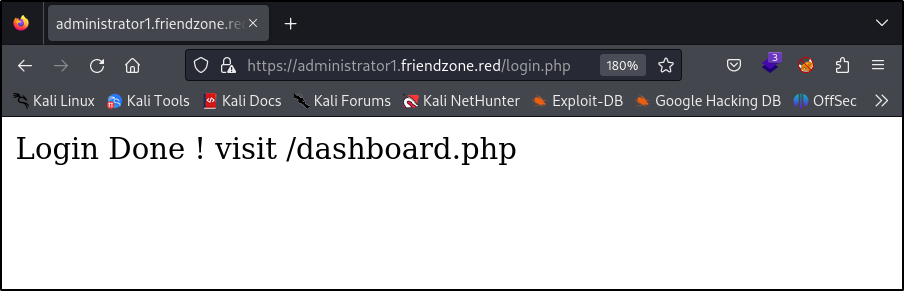 administrator1.friendzone.red
https://administrator1.friendzone.red/login.php 180% 3
Kali Linux Kali Tools Kali Docs Kali Forums Kali NetHunter Exploit-DB Google Hacking DB OffSec
Login Done ! visit /dashboard.php